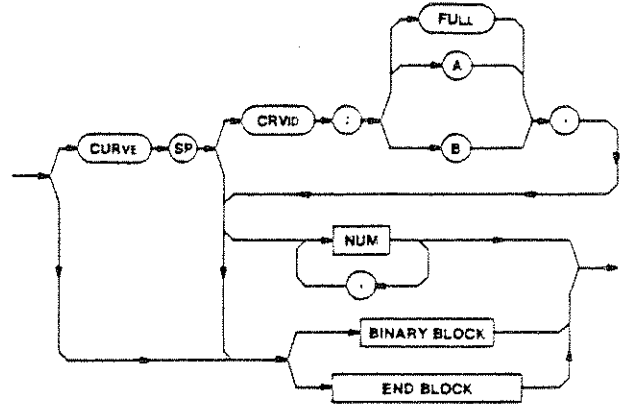 FULL
A
CRVID
:
B
,
CURVE
SP
NUM
,
BINARY BLOCK
END BLOCK